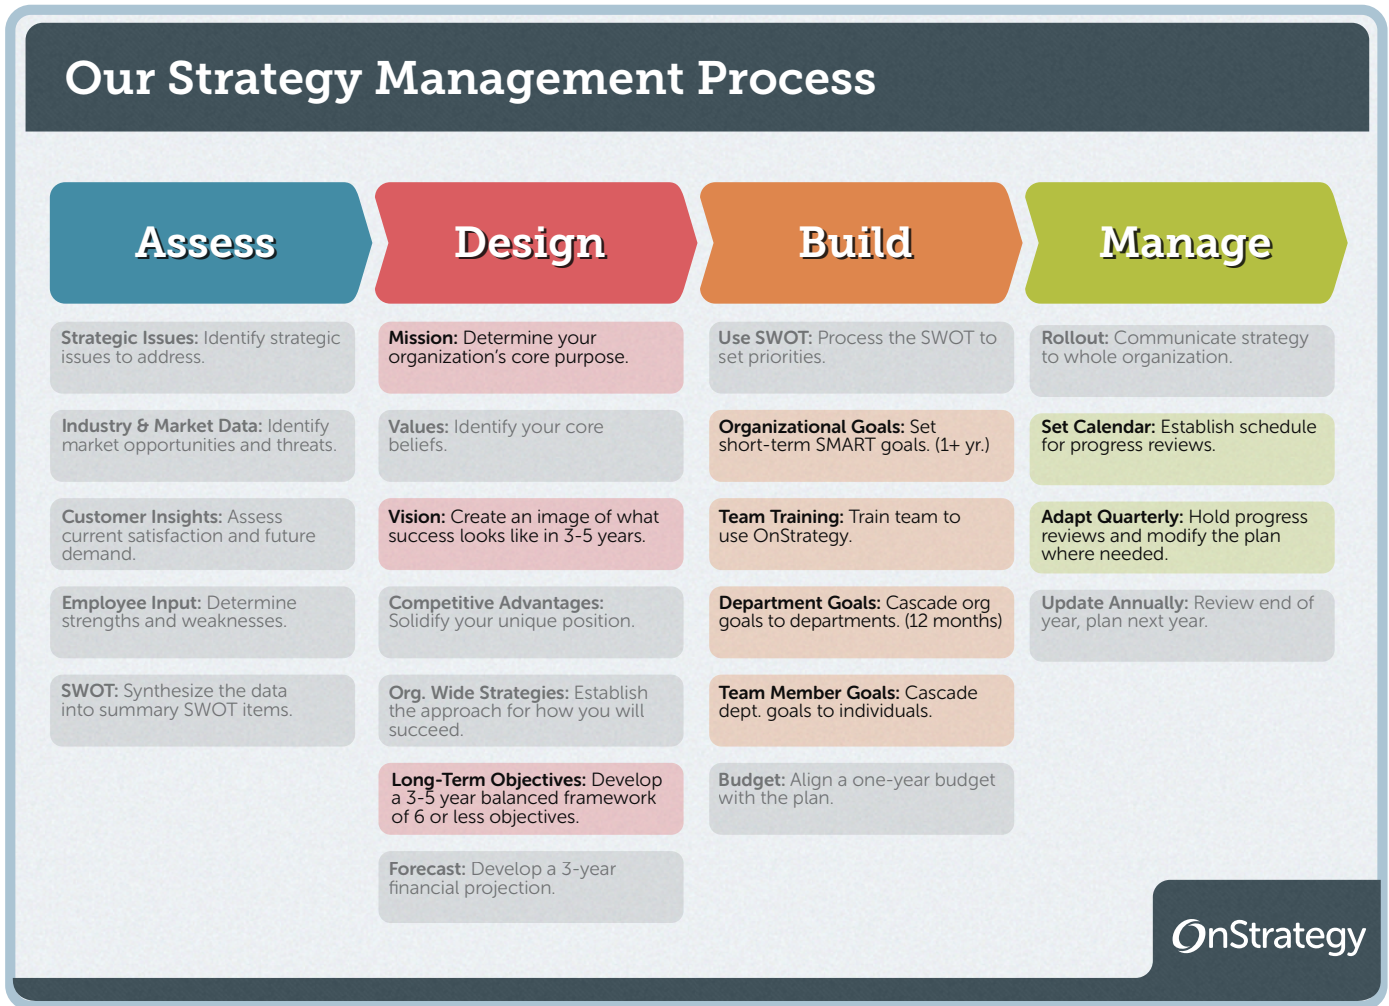 Our Strategy Management Process
Assess
Strategic Issues: Identify strategic
issues to address.
Industry & Market Data: Identify
market opportunities and threats.
Customer Insights: Assess
current satisfaction and future
demand.
Employee Input: Determine
strengths and weaknesses.
SWOT: Synthesize the data
into summary SWOT items.
Design
Mission: Determine your
organization's core purpose.
Values: Identify your core
beliefs.
Vision: Create an image of what
success looks like in 3-5 years.
Competitive Advantages:
Solidify your unique position.
Org. Wide Strategies: Establish
the approach for how you will
succeed.
Long-Term Objectives: Develop
a 3-5 year balanced framework
of 6 or less objectives.
Forecast: Develop a 3-year
financial projection.
Build
Use SWOT: Process the SWOT to
set priorities.
Organizational Goals: Set
short-term SMART goals. (1+ yr.)
Team Training: Train team to
use OnStrategy.
Department Goals: Cascade org
goals to departments. (12 months)
Team Member Goals: Cascade
dept. goals to individuals.
Budget: Align a one-year budget
with the plan.
Manage
Rollout: Communicate strategy
to whole organization.
Set Calendar: Establish schedule
for progress reviews.
Adapt Quarterly: Hold progress
reviews and modify the plan
where needed.
Update Annually: Review end of
year, plan next year.
OnStrategy